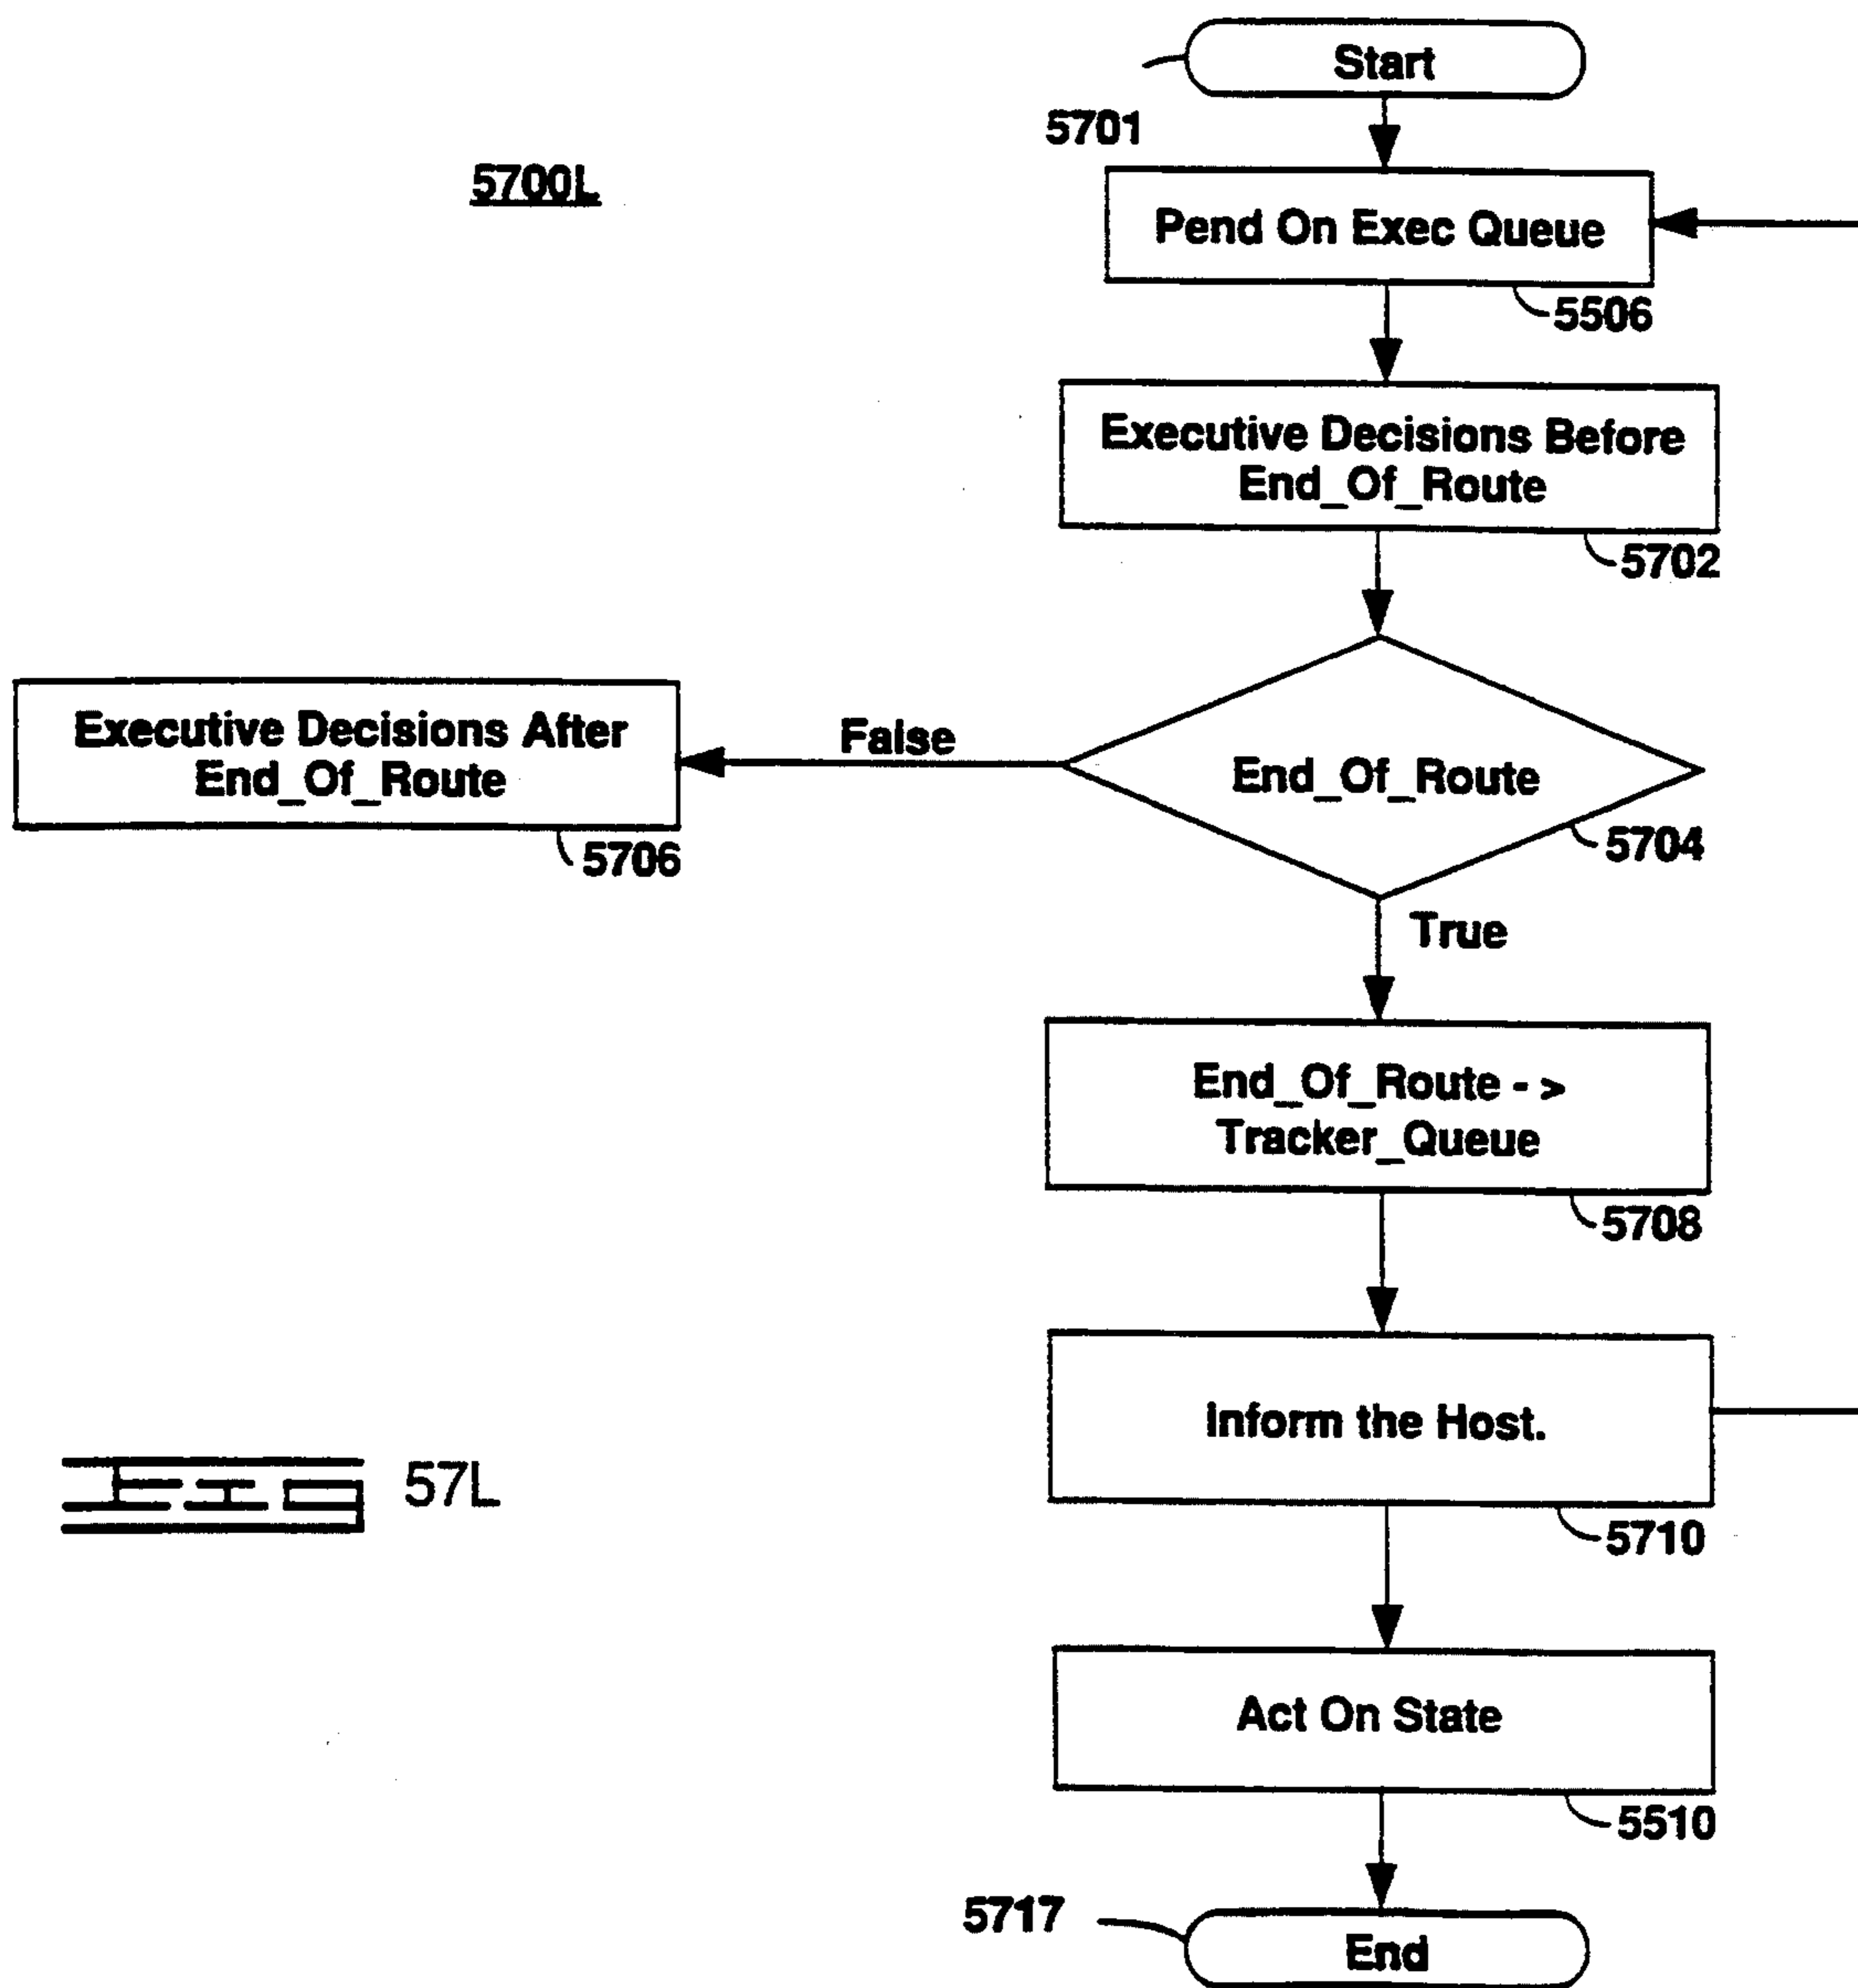 Start
5701
5700L
Pend On Exec Queue
5506
Executive Decisions Before
End_Of_Route
5702
End_Of_Route
5704
False
Executive Decisions After
End_Of_Route
5706
True
End_Of_Route - >
Tracker_Queue
5708
Inform the Host.
5710
57L
Act On State
5510
5717
End